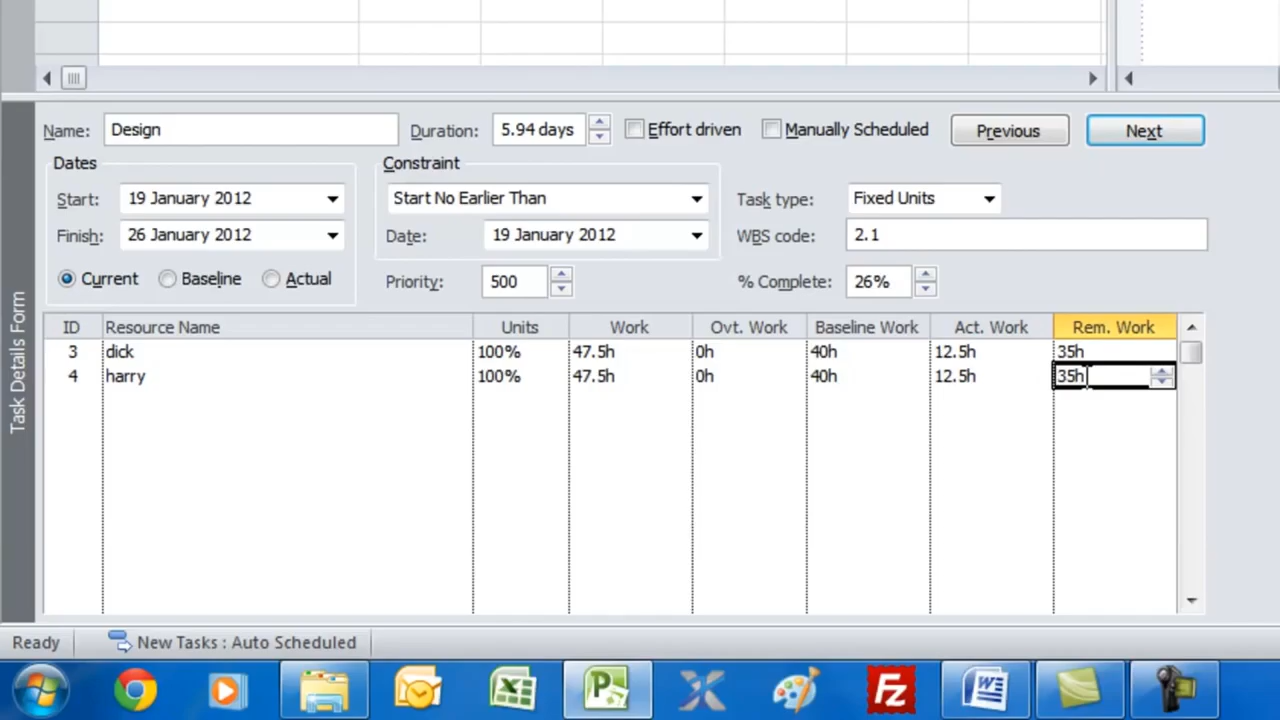 Name: Design Duration: 5.94 days Effort driven Manually Scheduled Previous Next
Dates Constraint
Start: 19 January 2012 Start No Earlier Than Task type: Fixed Units
Finish: 26 January 2012 Date: 19 January 2012 WBS code: 2.1
Current Baseline Actual Priority: 500 % Complete: 26%
Task Details Form
ID Resource Name Units Work Ovt. Work Baseline Work Act. Work Rem. Work
3 dick 100% 47.5h 0h 40h 12.5h 35h
4 harry 100% 47.5h 0h 40h 12.5h 35h
Ready New Tasks : Auto Scheduled